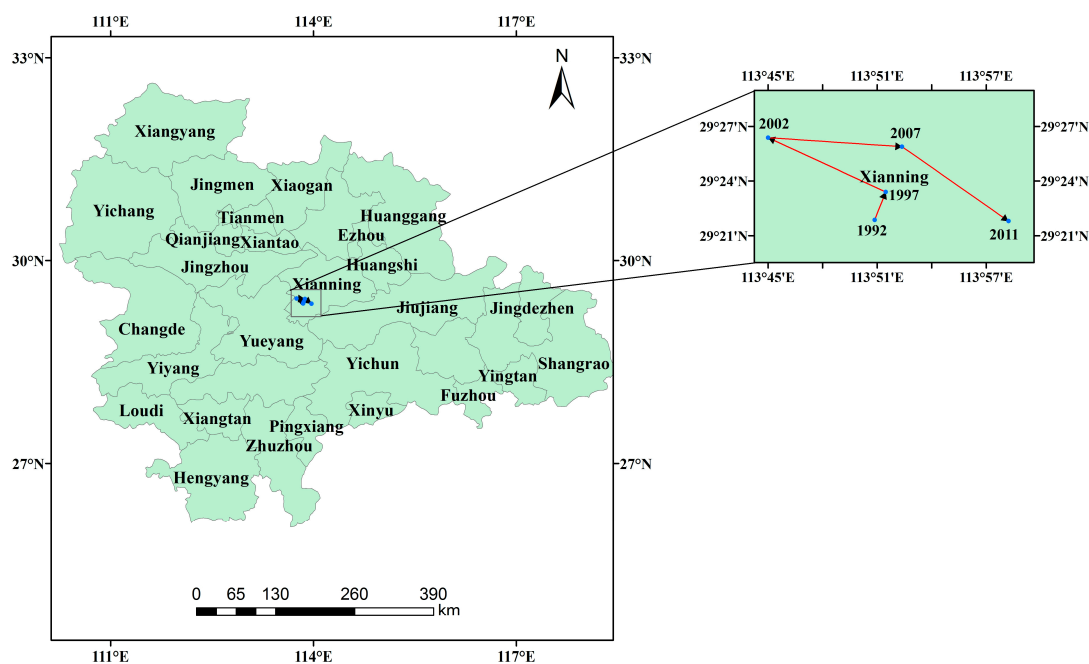 111°E 114°E 117°E
33°N 33°N
N
Xiangyang
Jingmen Xiaogan
Yichang Tianmen Huanggang
Qianjiang Xiantao Ezhou
Jingzhou Huangshi
30°N 30°N
Xianning
Jiujiang Jingdezhen
Changde
Yueyang
Yiyang Yichun Shangrao
Yingtan
Fuzhou
Loudi Xiangtan Xinyu
Pingxiang
Zhuzhou
27°N 27°N
Hengyang
0 65 130 260 390
km
111°E 114°E 117°E
113°45'E 113°51'E 113°57'E
29°27'N 2002 2007 29°27'N
Xianning
29°24'N 1997 29°24'N
29°21'N 1992 2011 29°21'N
113°45'E 113°51'E 113°57'E